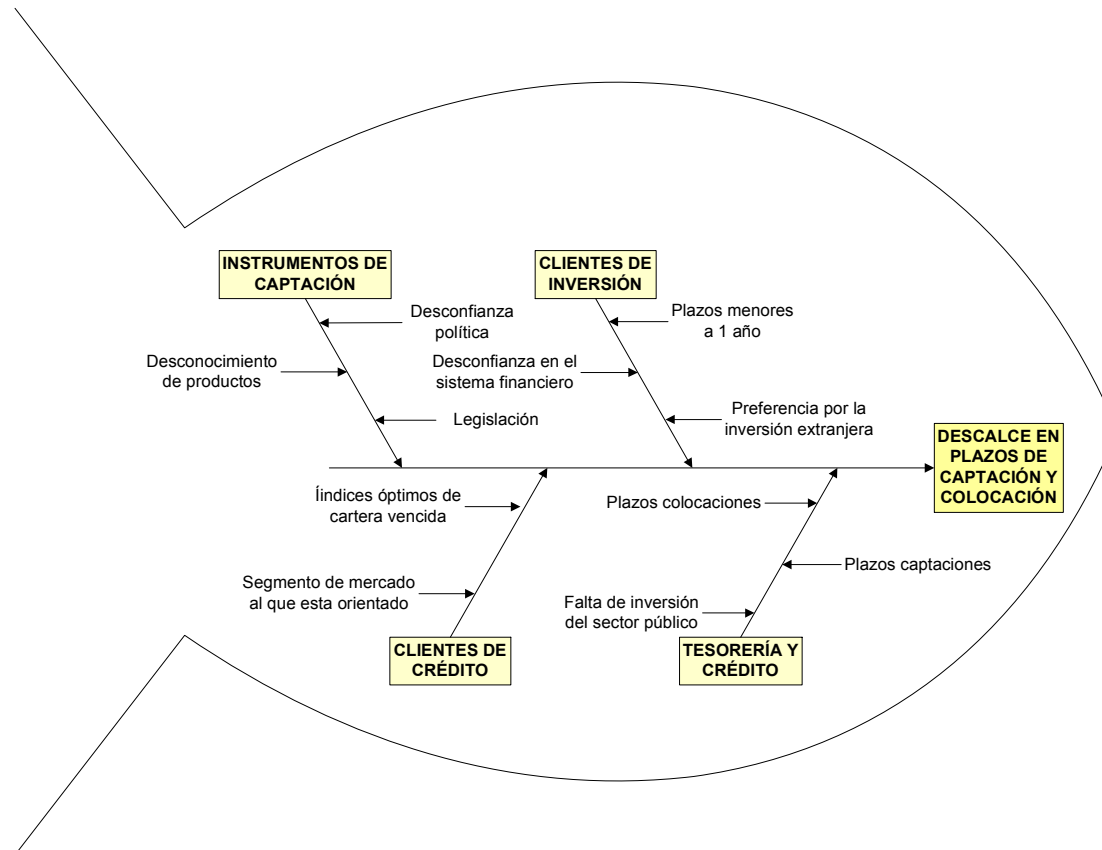 INSTRUMENTOS DE
CAPTACIÓN
CLIENTES DE
INVERSIÓN
Desconfianza
política
Plazos menores
a 1 año
Desconocimiento
de productos
Desconfianza en el
sistema financiero
Legislación
Preferencia por la
inversión extranjera
DESCALCE EN
PLAZOS DE
CAPTACIÓN Y
COLOCACIÓN
Íindices óptimos de
cartera vencida
Plazos colocaciones
Plazos captaciones
Segmento de mercado
al que esta orientado
Falta de inversión
del sector público
CLIENTES DE
CRÉDITO
TESORERÍA Y
CRÉDITO